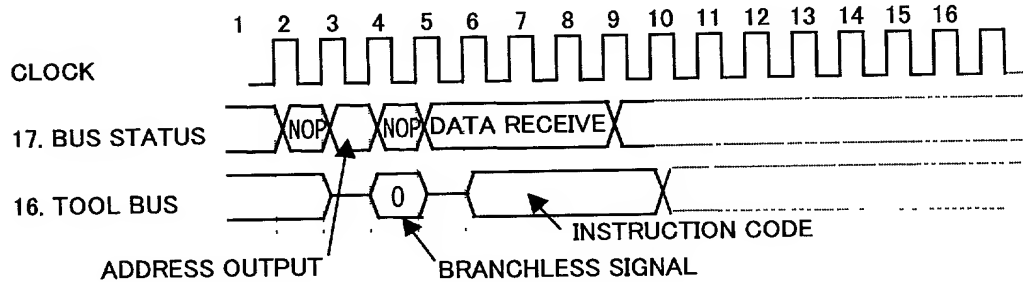 1 2 3 4 5 6 7 8 9 10 11 12 13 14 15 16
CLOCK
17. BUS STATUS NOP NOP DATA RECEIVE
16. TOOL BUS 0
INSTRUCTION CODE
ADDRESS OUTPUT BRANCHLESS SIGNAL